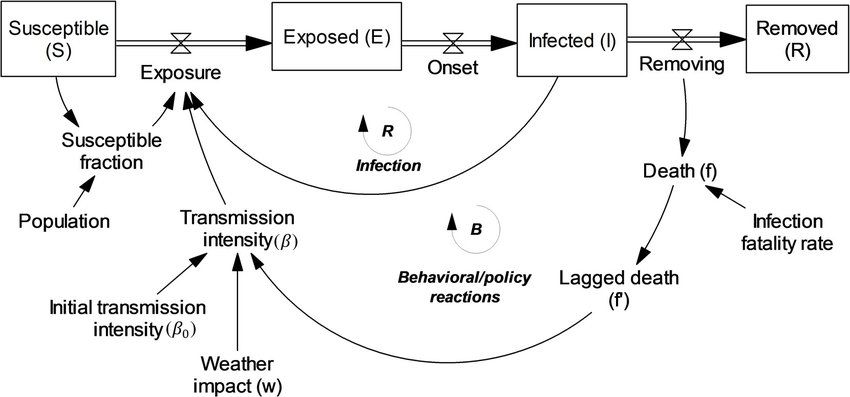 Susceptible
(S)
Exposed (E)
Infected (I)
Removed
(R)
Exposure
Onset
Removing
R
Infection
Susceptible
fraction
Death (f)
Population
Transmission
intensity(β)
B
Behavioral/policy
reactions
Infection
fatality rate
Lagged death
(f')
Initial transmission
intensity(β₀)
Weather
impact (w)